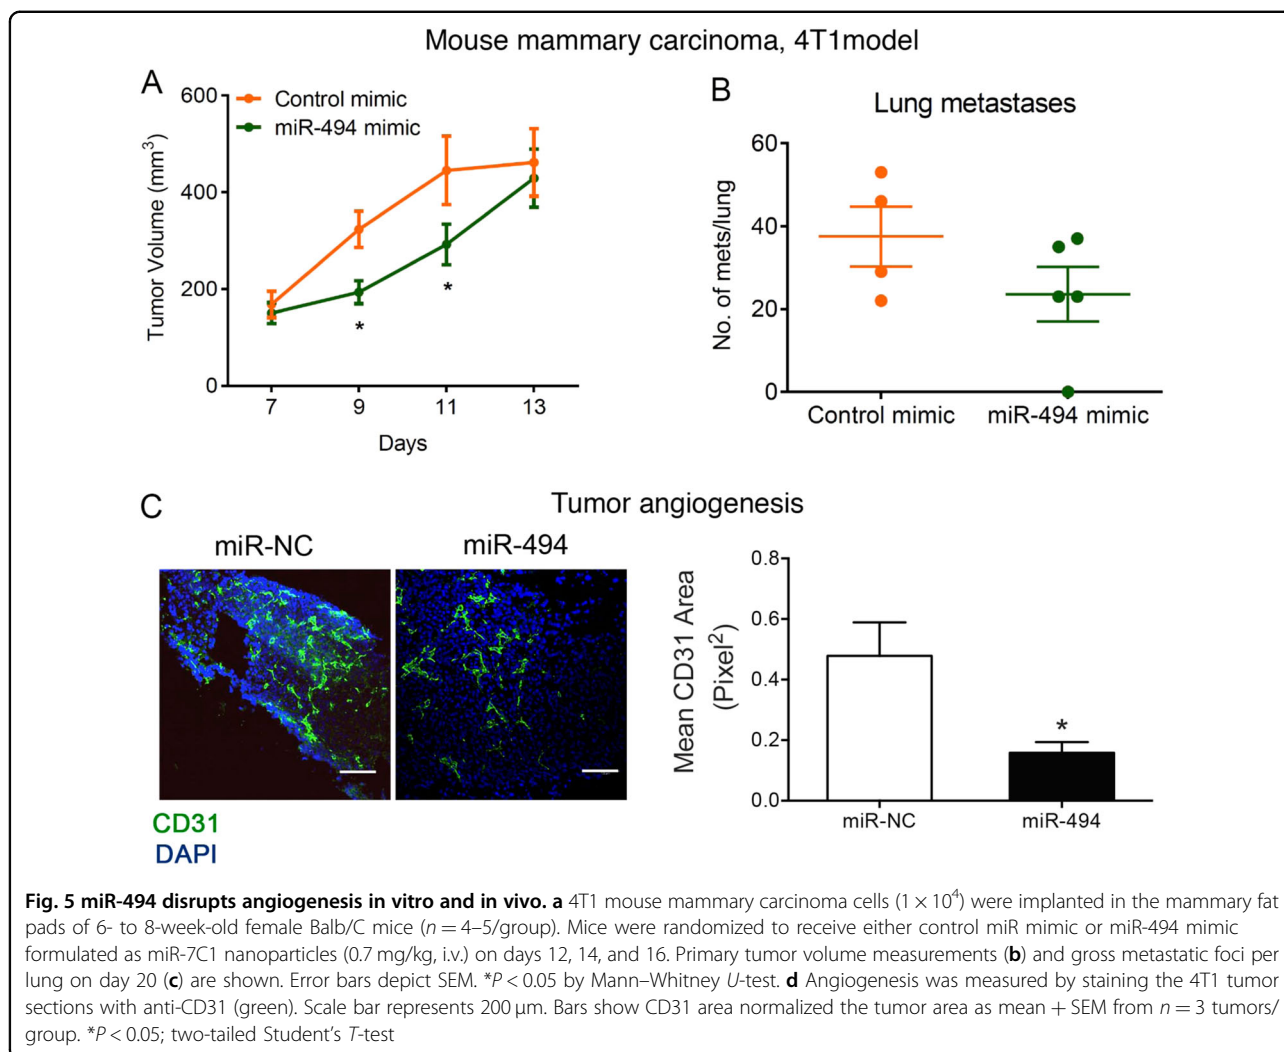 Mouse mammary carcinoma, 4T1model
A
Control mimic
miR-494 mimic
Tumor Volume (mm³)
600
400
200
0
*
*
7 9 11 13
Days
B
Lung metastases
No. of mets/lung
60
40
20
0
Control mimic miR-494 mimic
C
Tumor angiogenesis
miR-NC miR-494
CD31
DAPI
Mean CD31 Area
(Pixel²)
0.8
0.6
0.4
0.2
0.0
*
miR-NC miR-494
Fig. 5 miR-494 disrupts angiogenesis in vitro and in vivo. a 4T1 mouse mammary carcinoma cells (1 × 10⁴) were implanted in the mammary fat
pads of 6- to 8-week-old female Balb/C mice (n = 4–5/group). Mice were randomized to receive either control miR mimic or miR-494 mimic
formulated as miR-7C1 nanoparticles (0.7 mg/kg, i.v.) on days 12, 14, and 16. Primary tumor volume measurements (b) and gross metastatic foci per
lung on day 20 (c) are shown. Error bars depict SEM. *P < 0.05 by Mann–Whitney U-test. d Angiogenesis was measured by staining the 4T1 tumor
sections with anti-CD31 (green). Scale bar represents 200 μm. Bars show CD31 area normalized the tumor area as mean + SEM from n = 3 tumors/
group. *P < 0.05; two-tailed Student's T-test